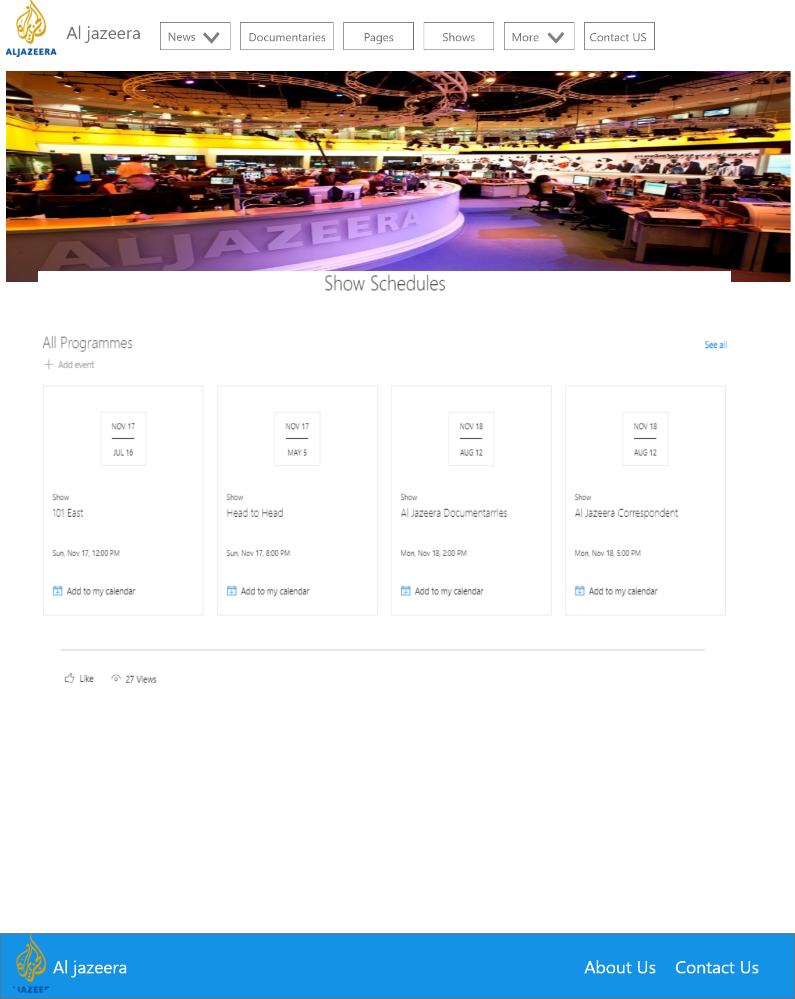 ALJAZEERA
Al jazeera
News
Documentaries
Pages
Shows
More
Contact US
ALJAZEERA
Show Schedules
All Programmes
See all
Add event
NOV 17
JUL 16
Show
101 East
Sun, Nov 17, 12:00 PM
Add to my calendar
NOV 17
MAY 5
Show
Head to Head
Sun, Nov 17, 8:00 PM
Add to my calendar
NOV 18
AUG 12
Show
Al Jazeera Documentarries
Mon, Nov 18, 2:00 PM
Add to my calendar
NOV 18
AUG 12
Show
Al Jazeera Correspondent
Mon, Nov 18, 5:00 PM
Add to my calendar
Like
27 Views
Al jazeera
About Us
Contact Us